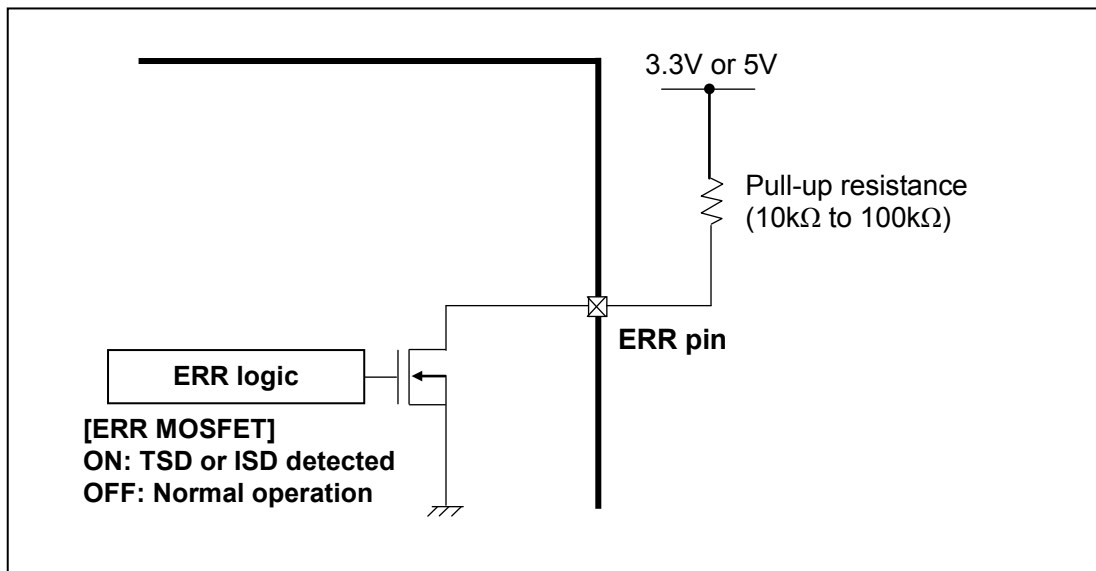 3.3V or 5V
Pull-up resistance
(10kΩ to 100kΩ)
ERR pin
ERR logic
[ERR MOSFET]
ON: TSD or ISD detected
OFF: Normal operation